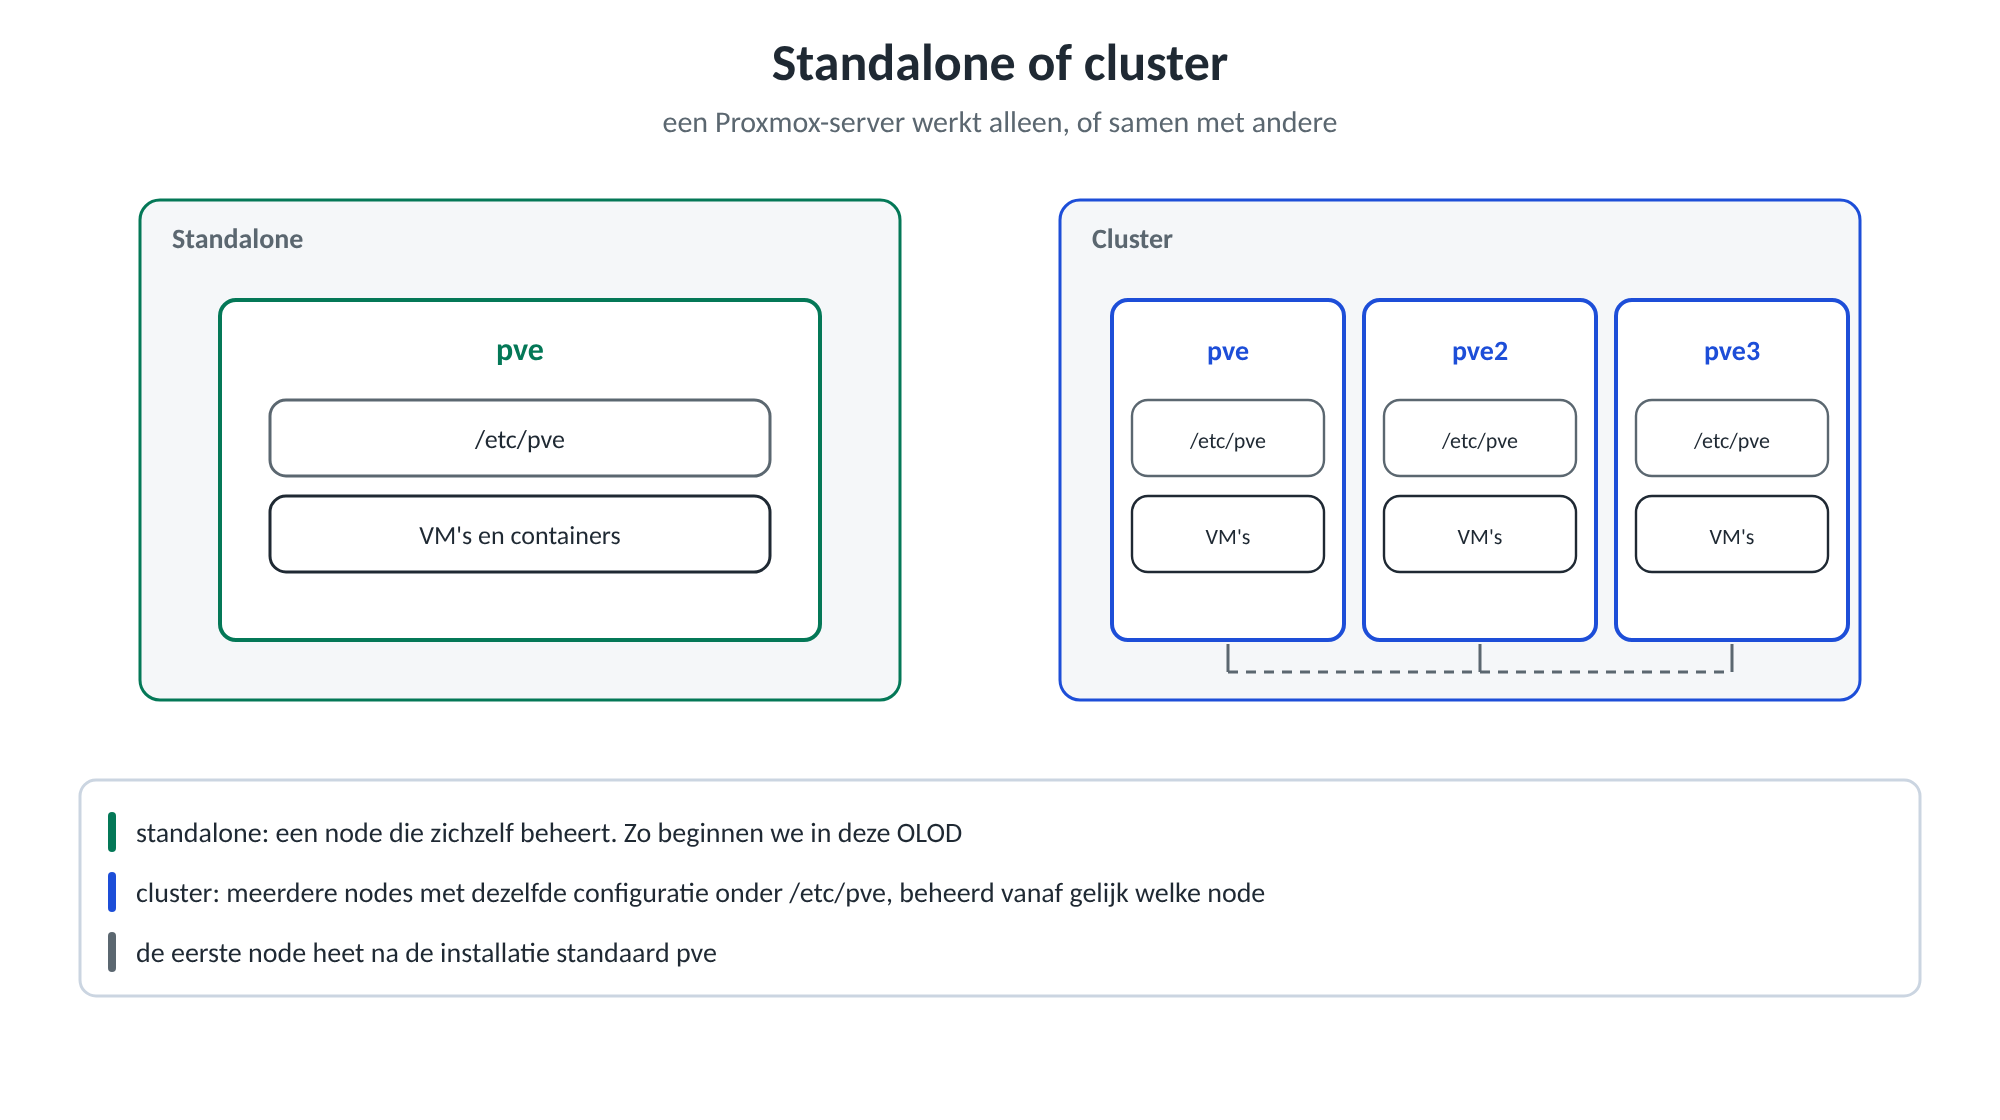 Standalone of cluster
een Proxmox-server werkt alleen, of samen met andere
Standalone
pve
/etc/pve
VM's en containers
Cluster
pve
/etc/pve
VM's
pve2
/etc/pve
VM's
pve3
/etc/pve
VM's
standalone: een node die zichzelf beheert. Zo beginnen we in deze OLOD
cluster: meerdere nodes met dezelfde configuratie onder /etc/pve, beheerd vanaf gelijk welke node
de eerste node heet na de installatie standaard pve